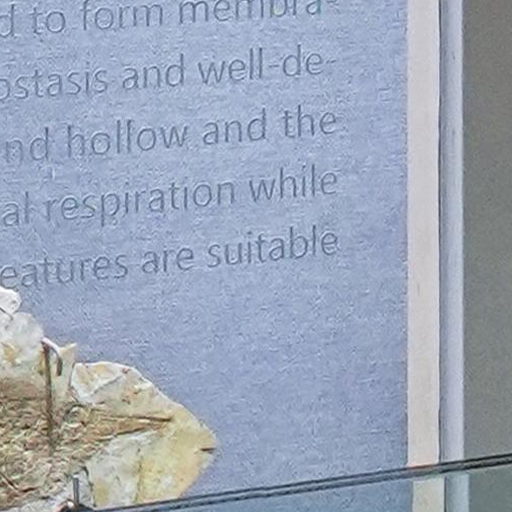 d to form membra-
ostasis and well-de-
nd hollow and the
al respiration while
eatures are suitable